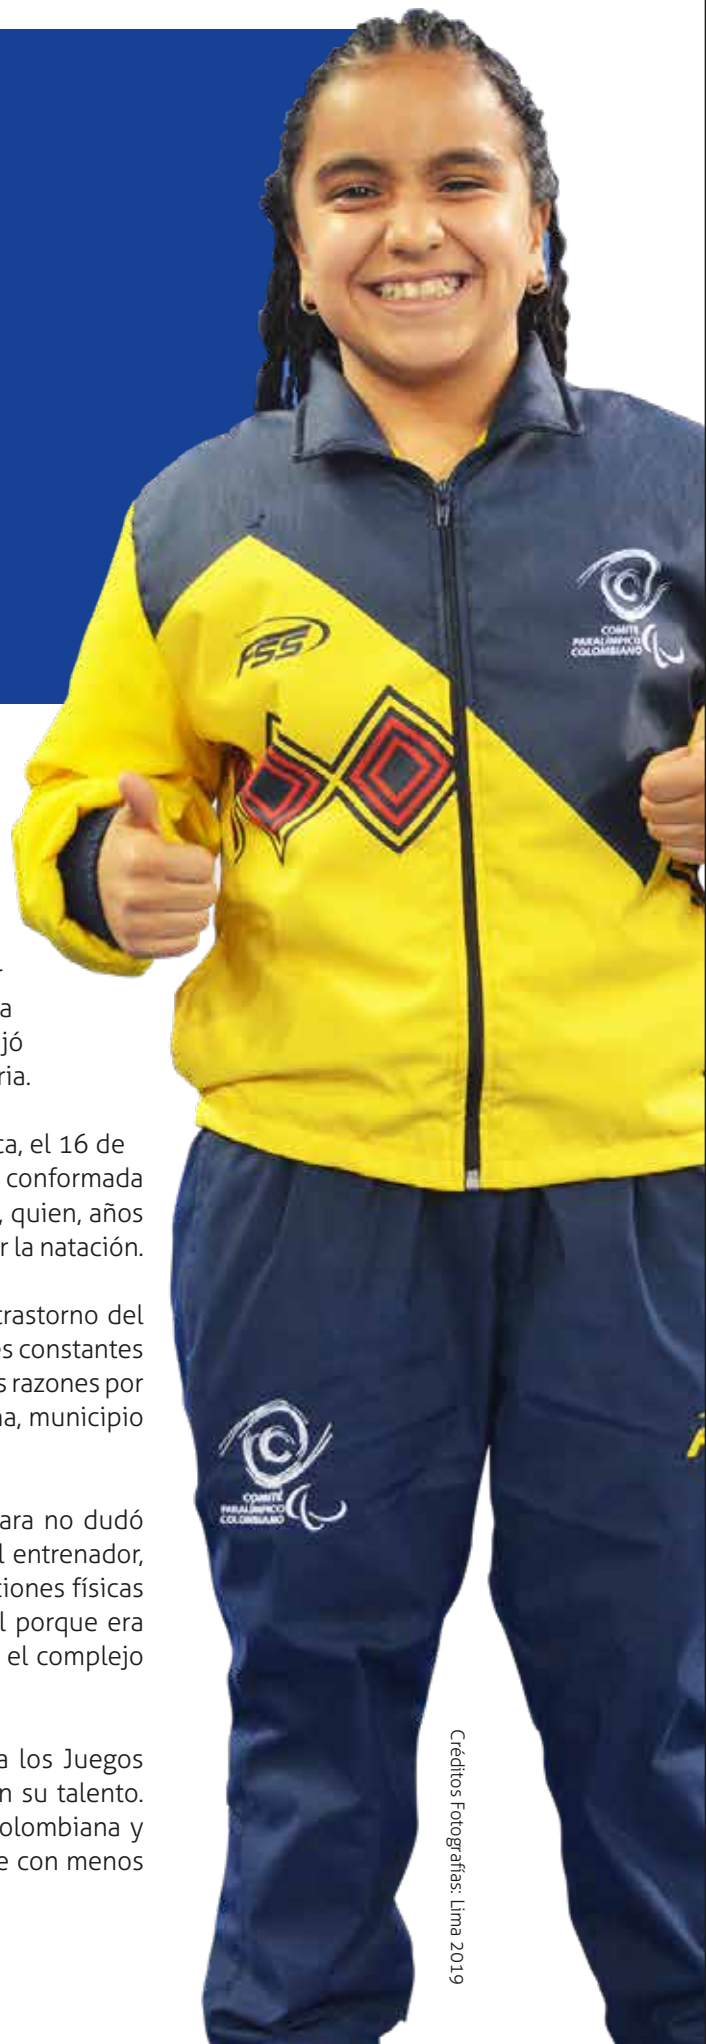 FSS
COMITÉ
PARALÍMPICO
COLOMBIANO
a
jó
ria.
ca, el 16 de
conformada
, quien, años
r la natación.
trastorno del
es constantes
s razones por
na, municipio
ara no dudó
l entrenador,
ciones físicas
l porque era
el complejo
COMITÉ
PARALÍMPICO
COLOMBIANO
a los Juegos
n su talento.
olombiana y
e con menos
Créditos Fotografías: Lima 2019